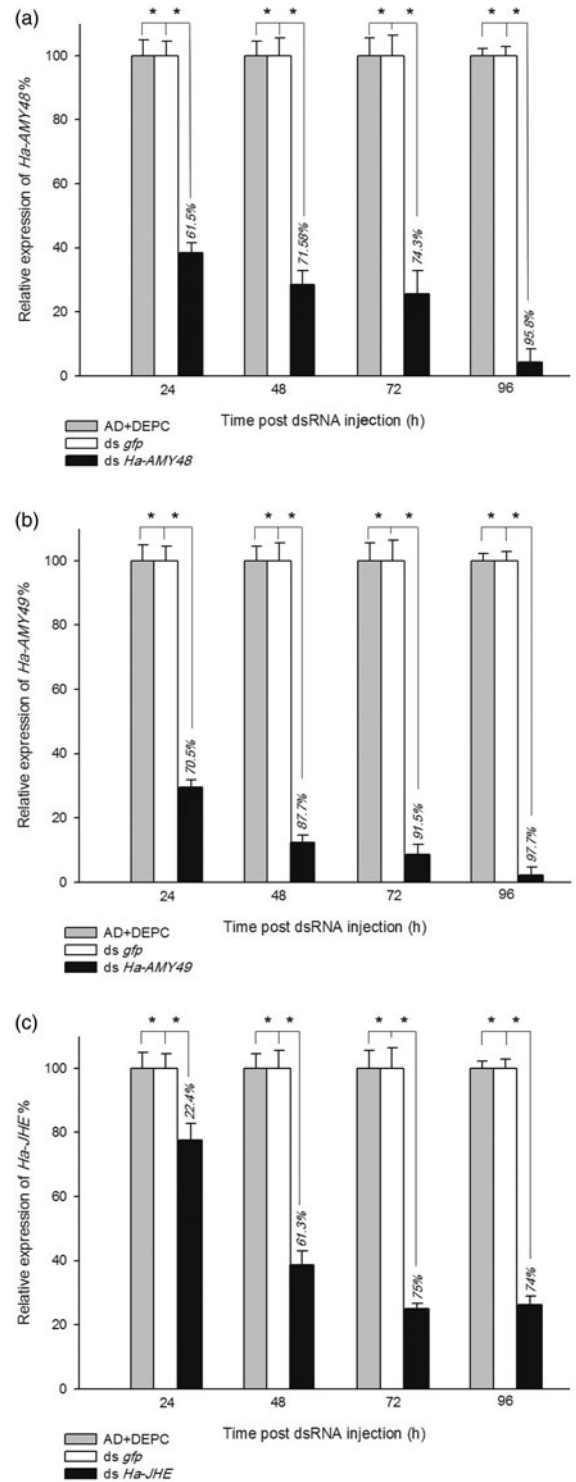 (a)
* * * * * * * *
Relative expression of Ha-AMY48%
100
80
60
40
20
0
61.5%
71.58%
74.3%
95.8%
24 48 72 96
Time post dsRNA injection (h)
AD+DEPC
ds gfp
ds Ha-AMY48
(b)
* * * * * * * *
Relative expression of Ha-AMY49%
100
80
60
40
20
0
70.5%
87.7%
91.5%
97.7%
24 48 72 96
Time post dsRNA injection (h)
AD+DEPC
ds gfp
ds Ha-AMY49
(c)
* * * * * * * *
Relative expression of Ha-JHE%
100
80
60
40
20
0
22.4%
61.3%
75%
74%
24 48 72 96
Time post dsRNA injection (h)
AD+DEPC
ds gfp
ds Ha-JHE